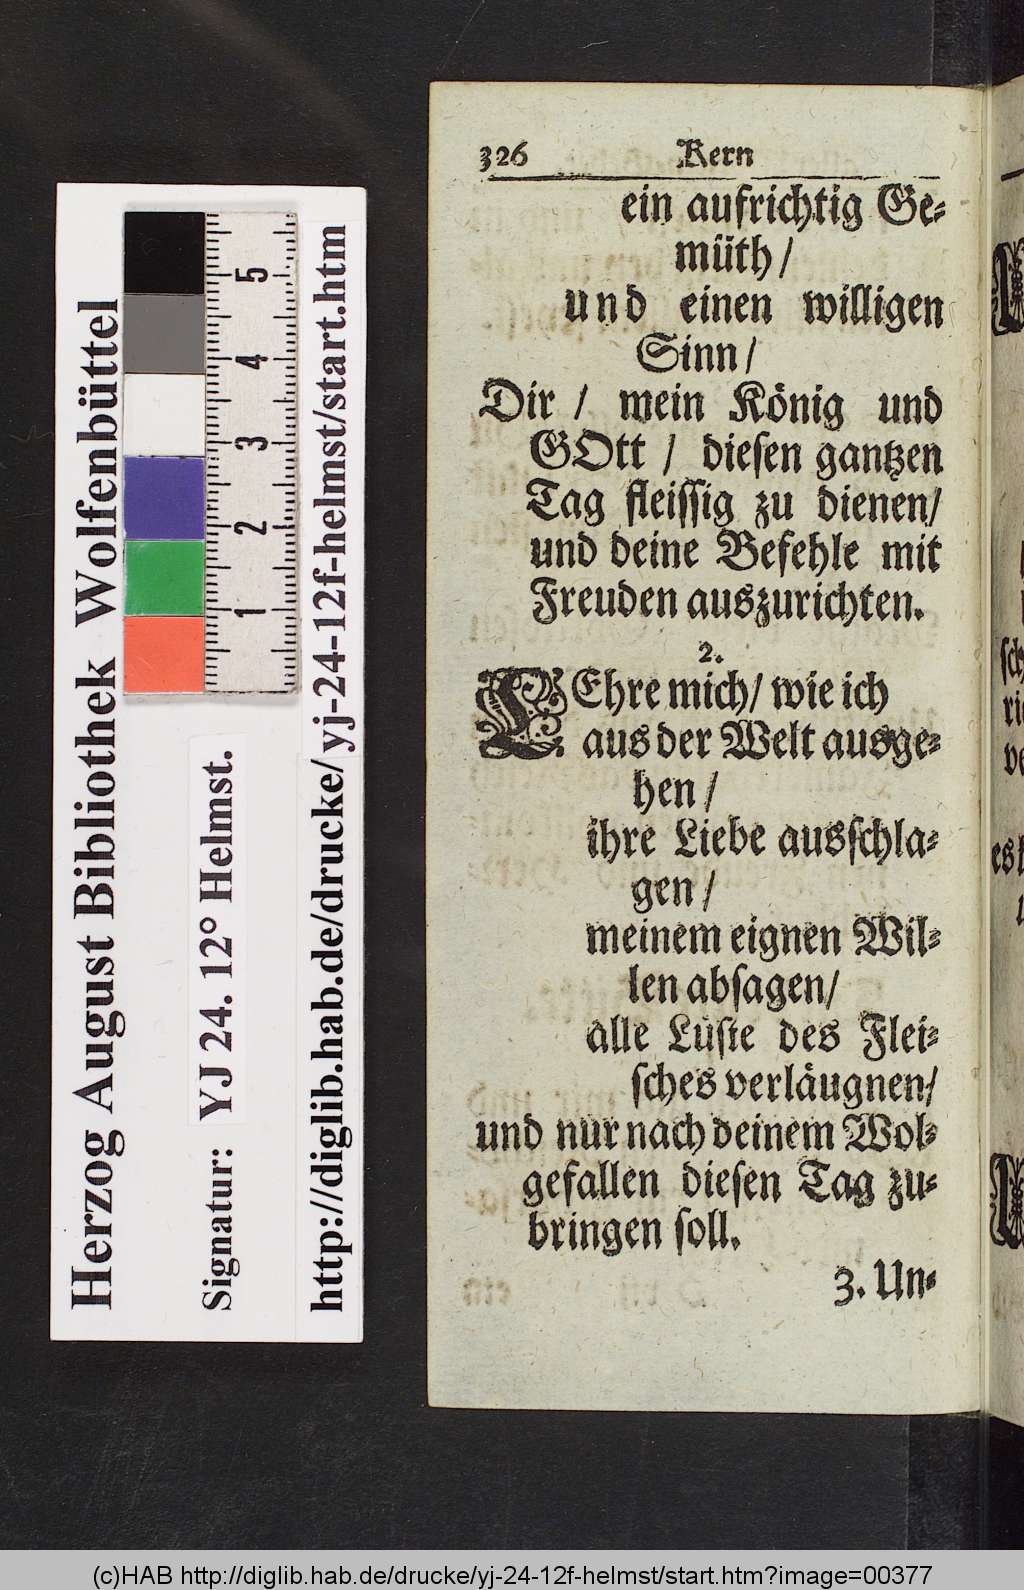 326 Kern
ein aufrichtig Ge⸗
müth /
und einen willigen
Sinn /
Dir / mein König und
GOtt / dieſen gantzen
Tag fleiſſig zu dienen/
und deine Befehle mit
Freuden auszurichten.
2.
LEhre mich/ wie ich
aus der Welt ausge⸗
hen /
ihre Liebe ausſchla⸗
gen /
meinem eignen Wil⸗
len abſagen/
alle Lüſte des Flei⸗
ſches verläugnen/
und nur nach deinem Wol⸗
gefallen dieſen Tag zu⸗
bringen ſoll.
3. Un⸗
Herzog August Bibliothek Wolfenbüttel
Signatur: YJ 24. 12° Helmst.
http://diglib.hab.de/drucke/yj-24-12f-helmst/start.htm
1 2 3 4 5
(c)HAB http://diglib.hab.de/drucke/yj-24-12f-helmst/start.htm?image=00377